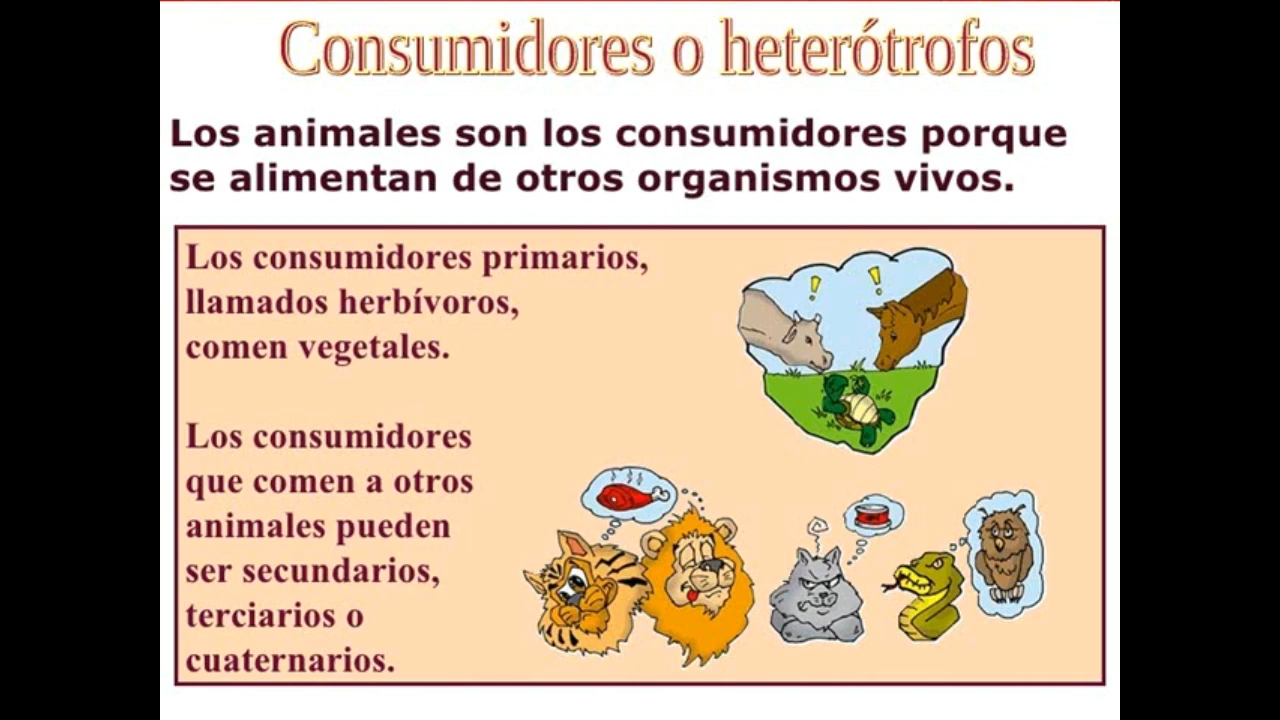 Consumidores o heterótrofos
Los animales son los consumidores porque
se alimentan de otros organismos vivos.
Los consumidores primarios,
llamados herbívoros,
comen vegetales.
Los consumidores
que comen a otros
animales pueden
ser secundarios,
terciarios o
cuaternarios.